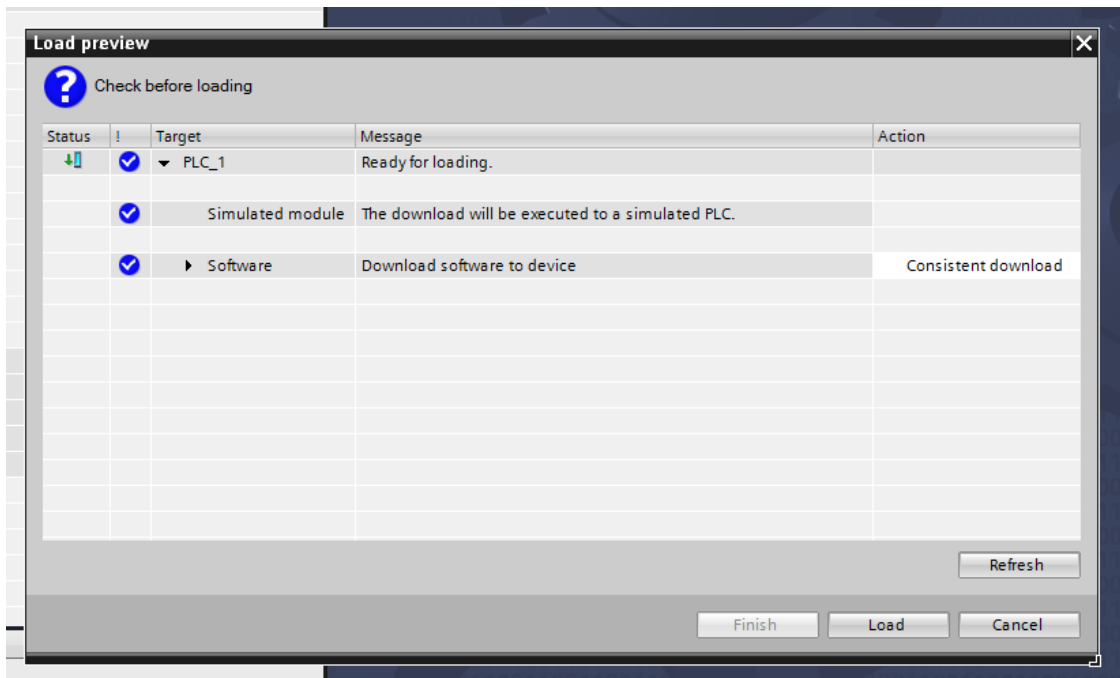 Load preview
Check before loading
Status ! Target Message Action
PLC_1 Ready for loading.
Simulated module The download will be executed to a simulated PLC.
Software Download software to device Consistent download
Refresh
Finish Load Cancel